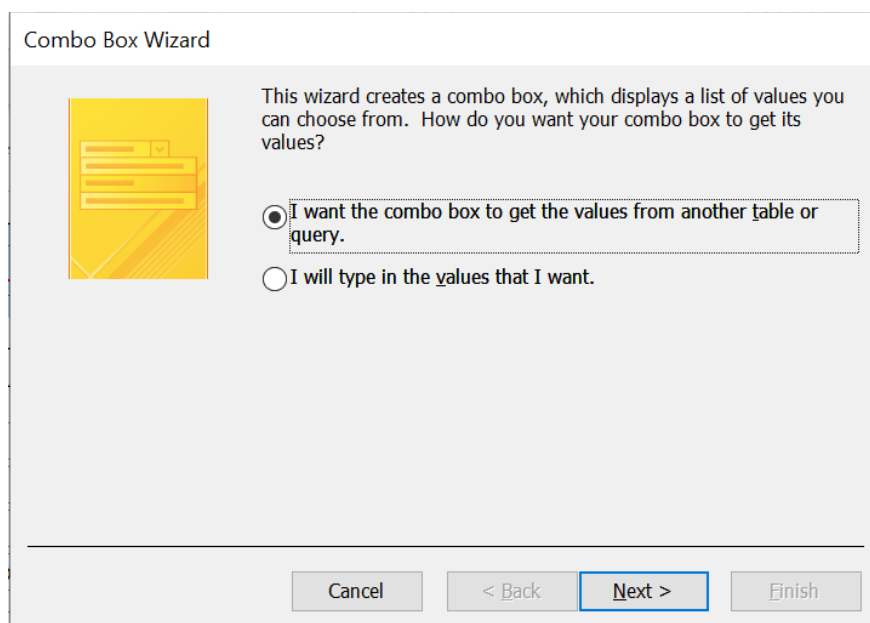 Combo Box Wizard
This wizard creates a combo box, which displays a list of values you
can choose from.  How do you want your combo box to get its
values?
I want the combo box to get the values from another table or
query.
I will type in the values that I want.
Cancel
< Back
Next >
Finish